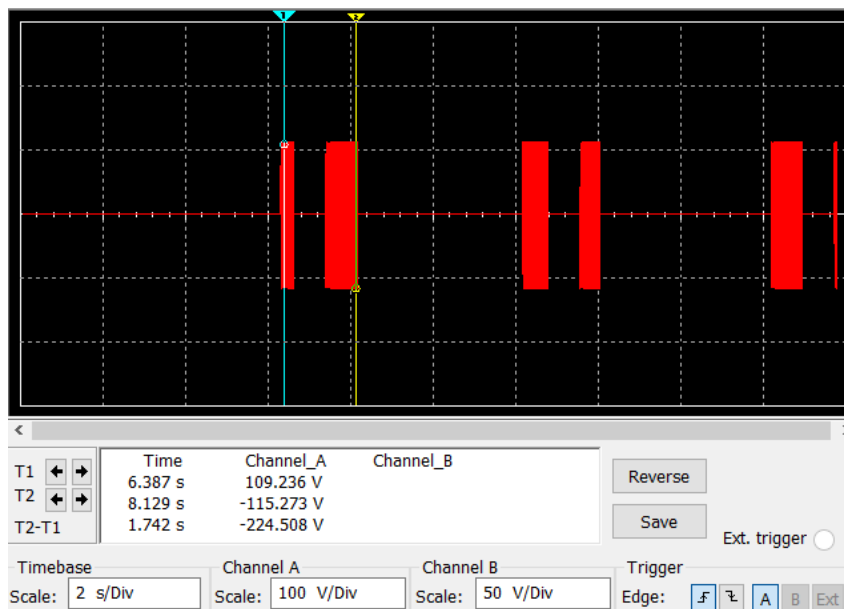 1 2
T1
T2
T2-T1
Time Channel_A Channel_B
6.387 s 109.236 V
8.129 s -115.273 V
1.742 s -224.508 V
Reverse
Save
Ext. trigger
Timebase
Scale: 2 s/Div
Channel A
Scale: 100 V/Div
Channel B
Scale: 50 V/Div
Trigger
Edge: A B Ext